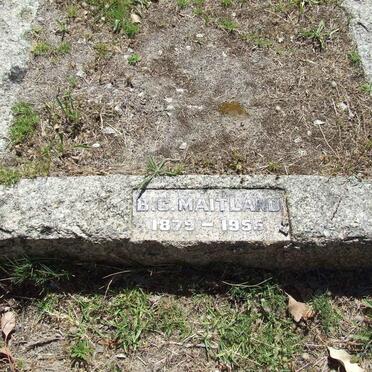 B.C. MAITLAND
1879 - 1955